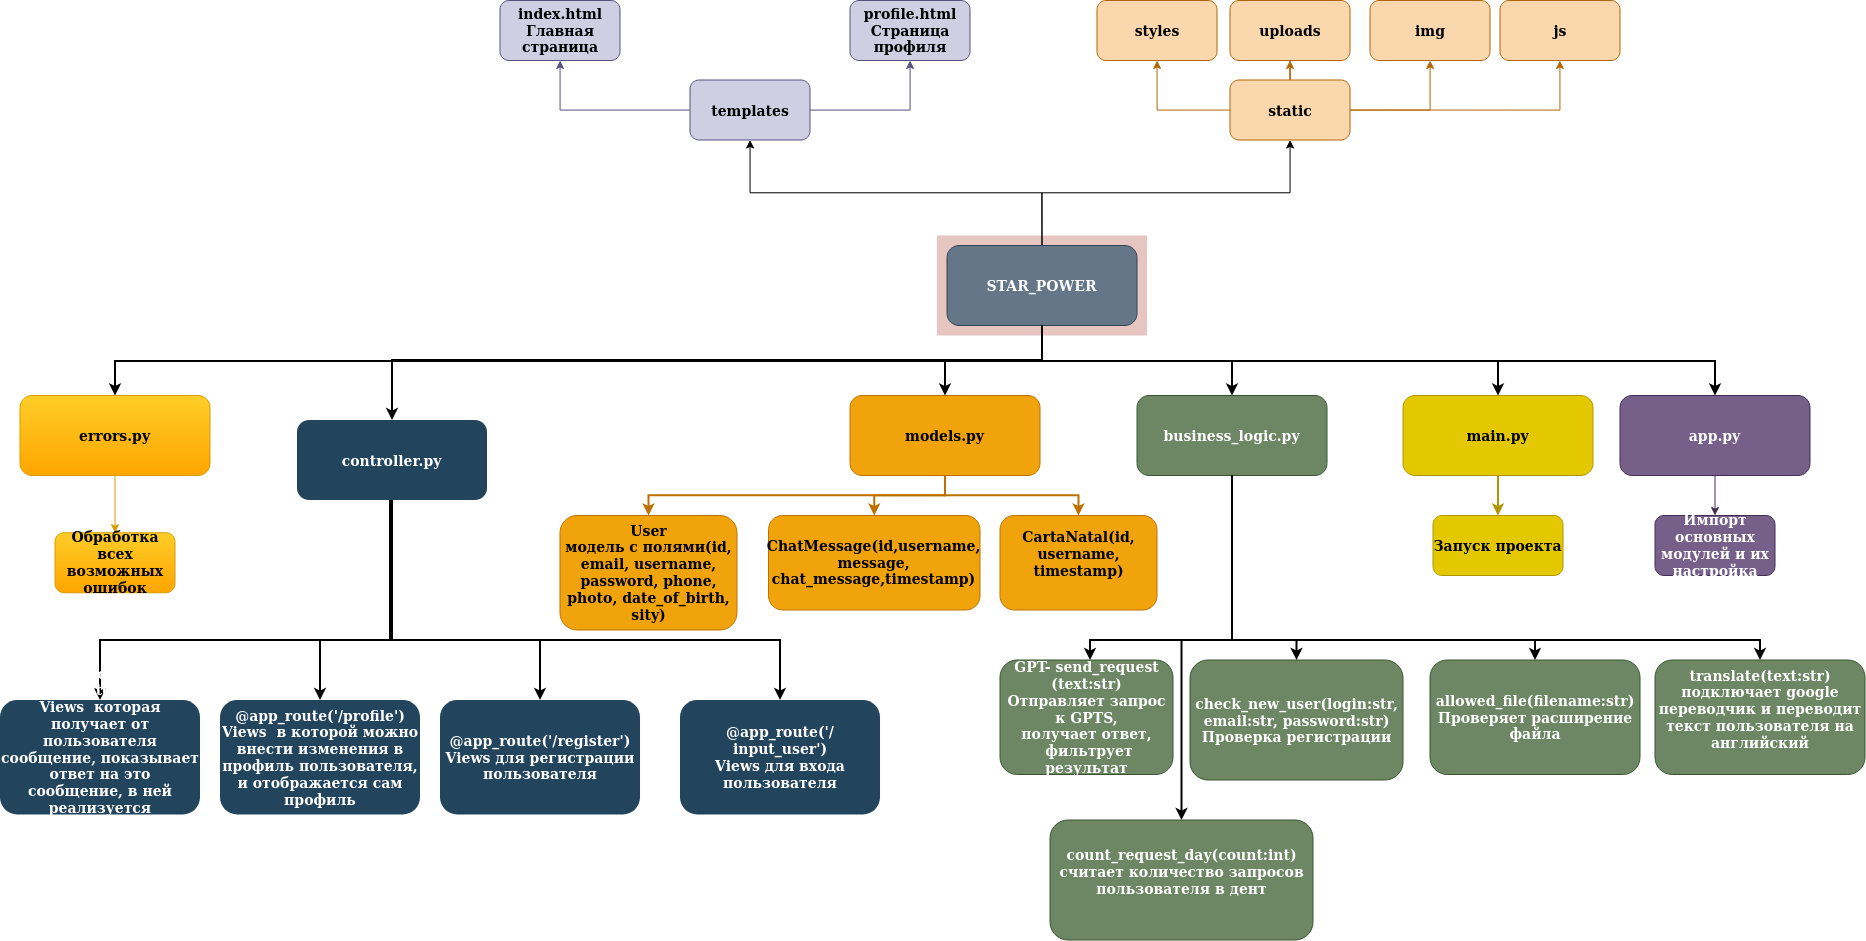 index.html
Главная
страница
profile.html
Страница
профиля
styles
uploads
img
js
templates
static
STAR_POWER
errors.py
controller.py
models.py
business_logic.py
main.py
app.py
Обработка
всех
возможных
ошибок
User
модель с полями(id,
email, username,
password, phone,
photo, date_of_birth,
sity)
ChatMessage(id,username,
message,
chat_message,timestamp)
CartaNatal(id,
username,
timestamp)
Запуск проекта
Импорт
основных
модулей и их
настройка
Views которая
получает от
пользователя
сообщение, показывает
ответ на это
сообщение, в ней
реализуется
@app_route('/profile')
Views в которой можно
внести изменения в
профиль пользователя,
и отображается сам
профиль
@app_route('/register')
Views для регистрации
пользователя
@app_route('/
input_user')
Views для входа
пользователя
GPT- send_request
(text:str)
Отправляет запрос
к GPTS,
получает ответ,
фильтрует
результат
check_new_user(login:str,
email:str, password:str)
Проверка регистрации
allowed_file(filename:str)
Проверяет расширение
файла
translate(text:str)
подключает google
переводчик и переводит
текст пользователя на
английский
count_request_day(count:int)
считает количество запросов
пользователя в дент